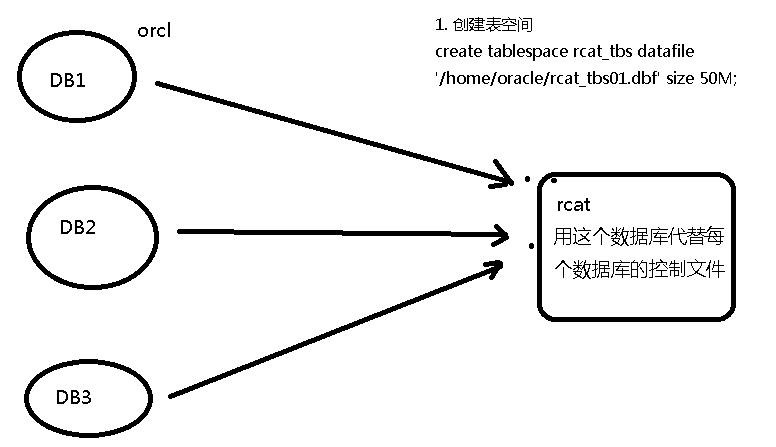 orcl
DB1
1. 创建表空间
create tablespace rcat_tbs datafile
'/home/oracle/rcat_tbs01.dbf' size 50M;
DB2
rcat
用这个数据库代替每
个数据库的控制文件
DB3